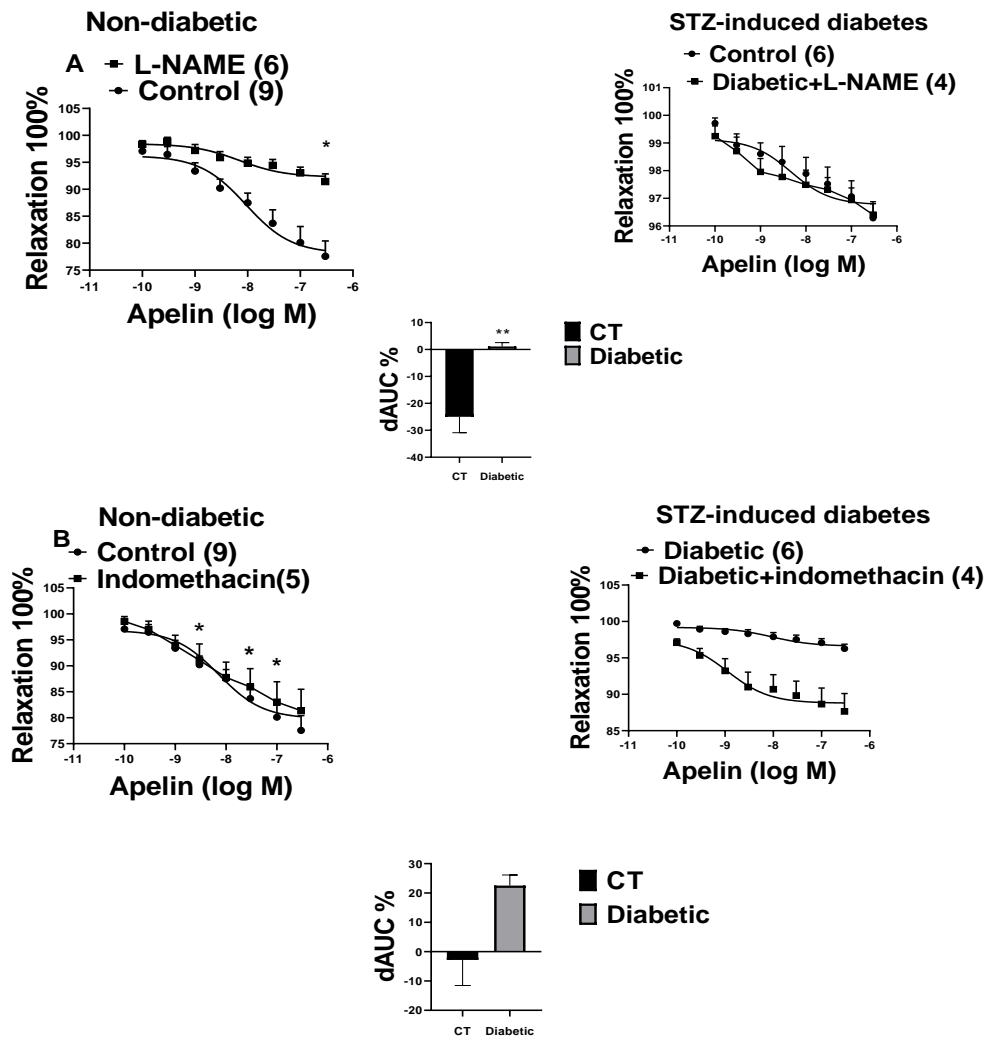 Non-diabetic
A
L-NAME (6)
Control (9)
Relaxation 100%
105
100
95
90
85
80
75
*
-11 -10 -9 -8 -7 -6
Apelin (log M)
STZ-induced diabetes
Control (6)
Diabetic+L-NAME (4)
Relaxation 100%
101
100
99
98
97
96
-11 -10 -9 -8 -7 -6
Apelin (log M)
dAUC %
10
0
-10
-20
-30
-40
**
CT Diabetic
CT
Diabetic
B
Non-diabetic
Control (9)
Indomethacin(5)
Relaxation 100%
105
100
95
90
85
80
75
* * *
-11 -10 -9 -8 -7 -6
Apelin (log M)
STZ-induced diabetes
Diabetic (6)
Diabetic+indomethacin (4)
Relaxation 100%
105
100
95
90
85
-11 -10 -9 -8 -7 -6
Apelin (log M)
dAUC %
30
20
10
0
-10
-20
CT Diabetic
CT
Diabetic